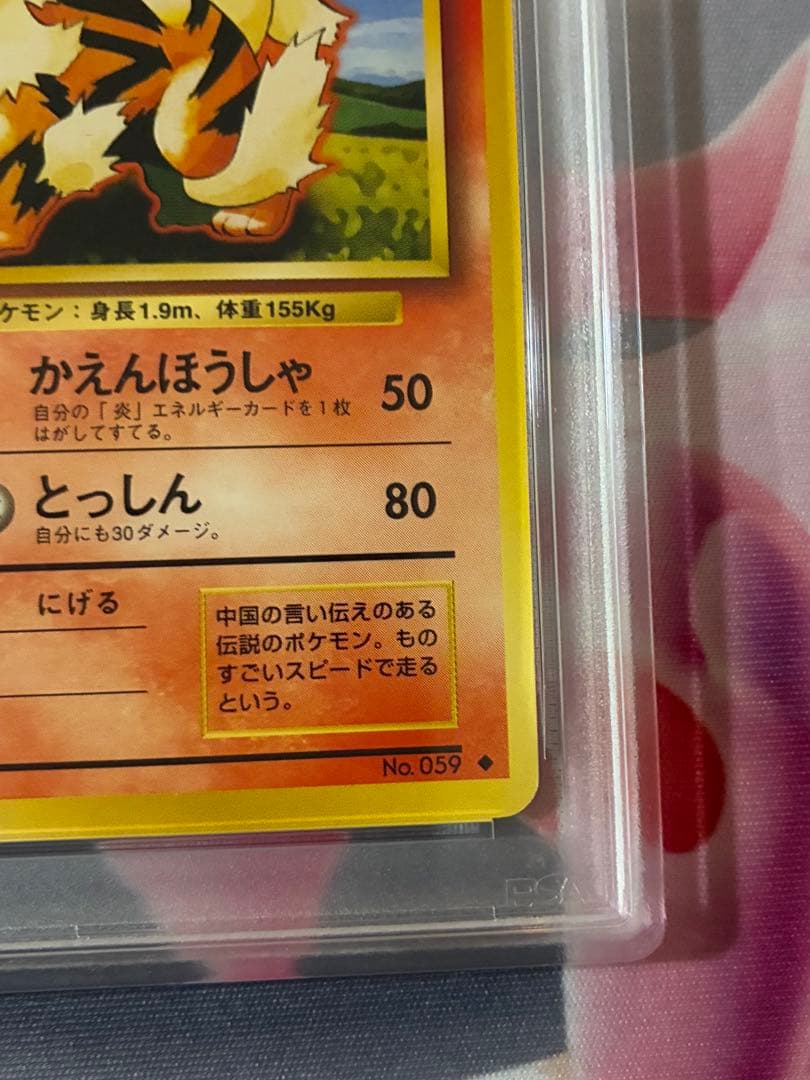 ケモン：身長1.9m、体重155Kg
かえんほうしゃ 50
自分の「炎」エネルギーカードを1枚
はがしてすてる。
とっしん 80
自分にも30ダメージ。
にげる
中国の言い伝えのある
伝説のポケモン。もの
すごいスピードで走る
という。
No. 059 ◆
PSA